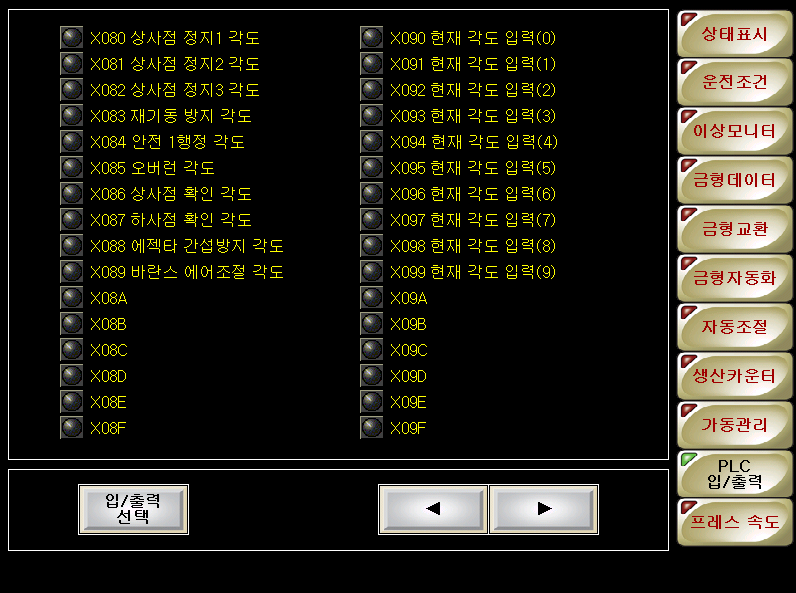 X080 상사점 정지1 각도
X081 상사점 정지2 각도
X082 상사점 정지3 각도
X083 재기동 방지 각도
X084 안전 1행정 각도
X085 오버런 각도
X086 상사점 확인 각도
X087 하사점 확인 각도
X088 에젝타 간섭방지 각도
X089 바란스 에어조절 각도
X08A
X08B
X08C
X08D
X08E
X08F
X090 현재 각도 입력(0)
X091 현재 각도 입력(1)
X092 현재 각도 입력(2)
X093 현재 각도 입력(3)
X094 현재 각도 입력(4)
X095 현재 각도 입력(5)
X096 현재 각도 입력(6)
X097 현재 각도 입력(7)
X098 현재 각도 입력(8)
X099 현재 각도 입력(9)
X09A
X09B
X09C
X09D
X09E
X09F
입/출력
선택
상태표시
운전조건
이상모니터
금형데이터
금형교환
금형자동화
자동조절
생산카운터
가동관리
PLC
입/출력
프레스 속도